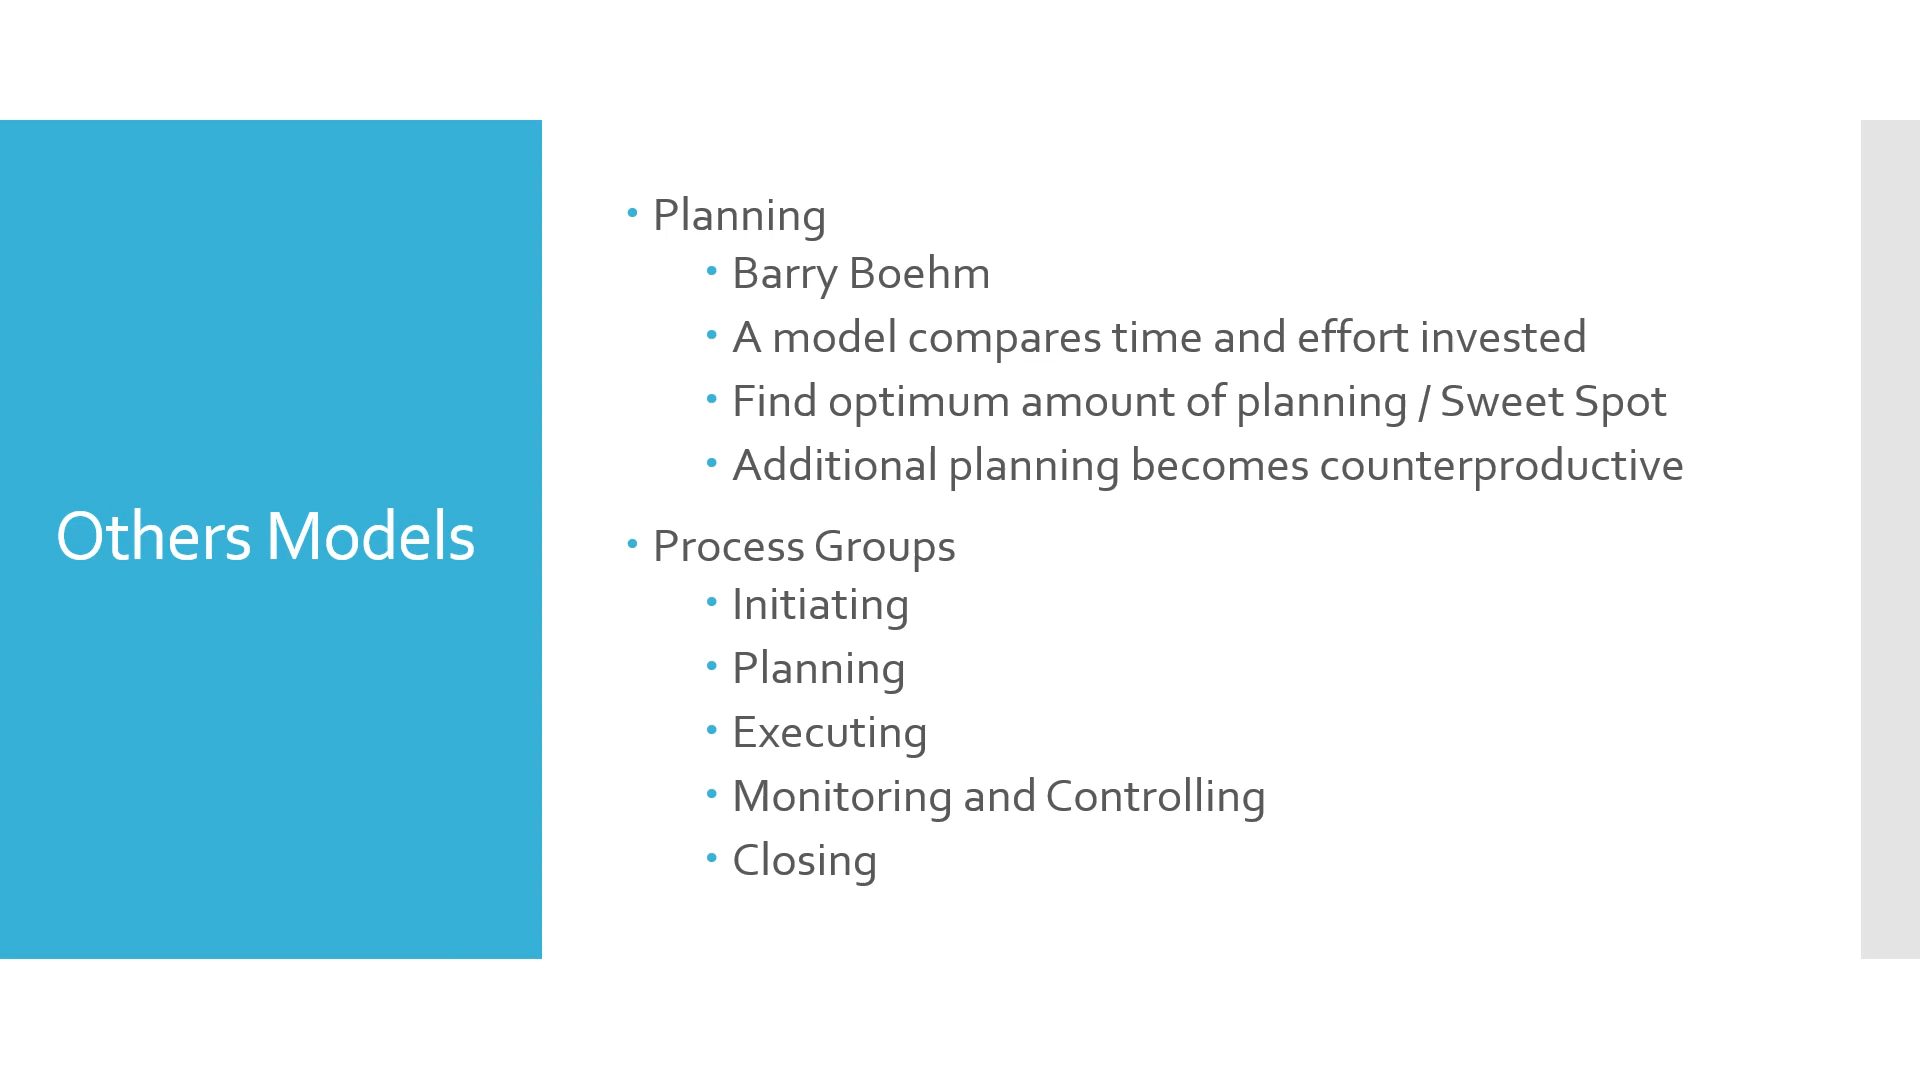 Others Models
• Planning
• Barry Boehm
• A model compares time and effort invested
• Find optimum amount of planning / Sweet Spot
• Additional planning becomes counterproductive
• Process Groups
• Initiating
• Planning
• Executing
• Monitoring and Controlling
• Closing